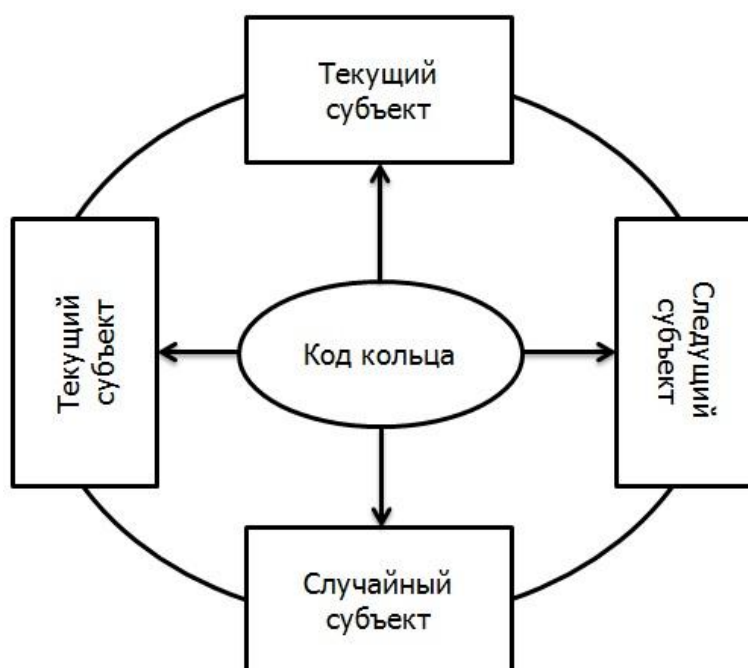 Текущий
субъект
Текущий
субъект
Код кольца
Следущий
субъект
Случайный
субъект